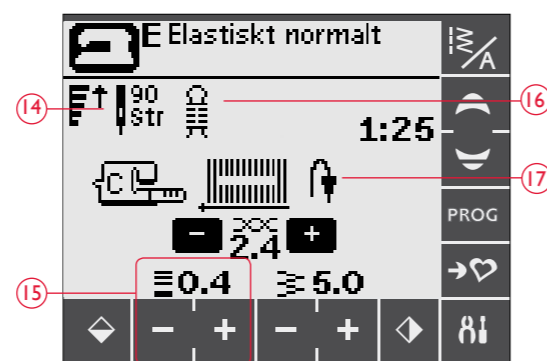 E Elastiskt normalt
A
14
90
Str
16
1:25
C
17
PROG
- 2.4 +
15
0.4 5.0
- + - +